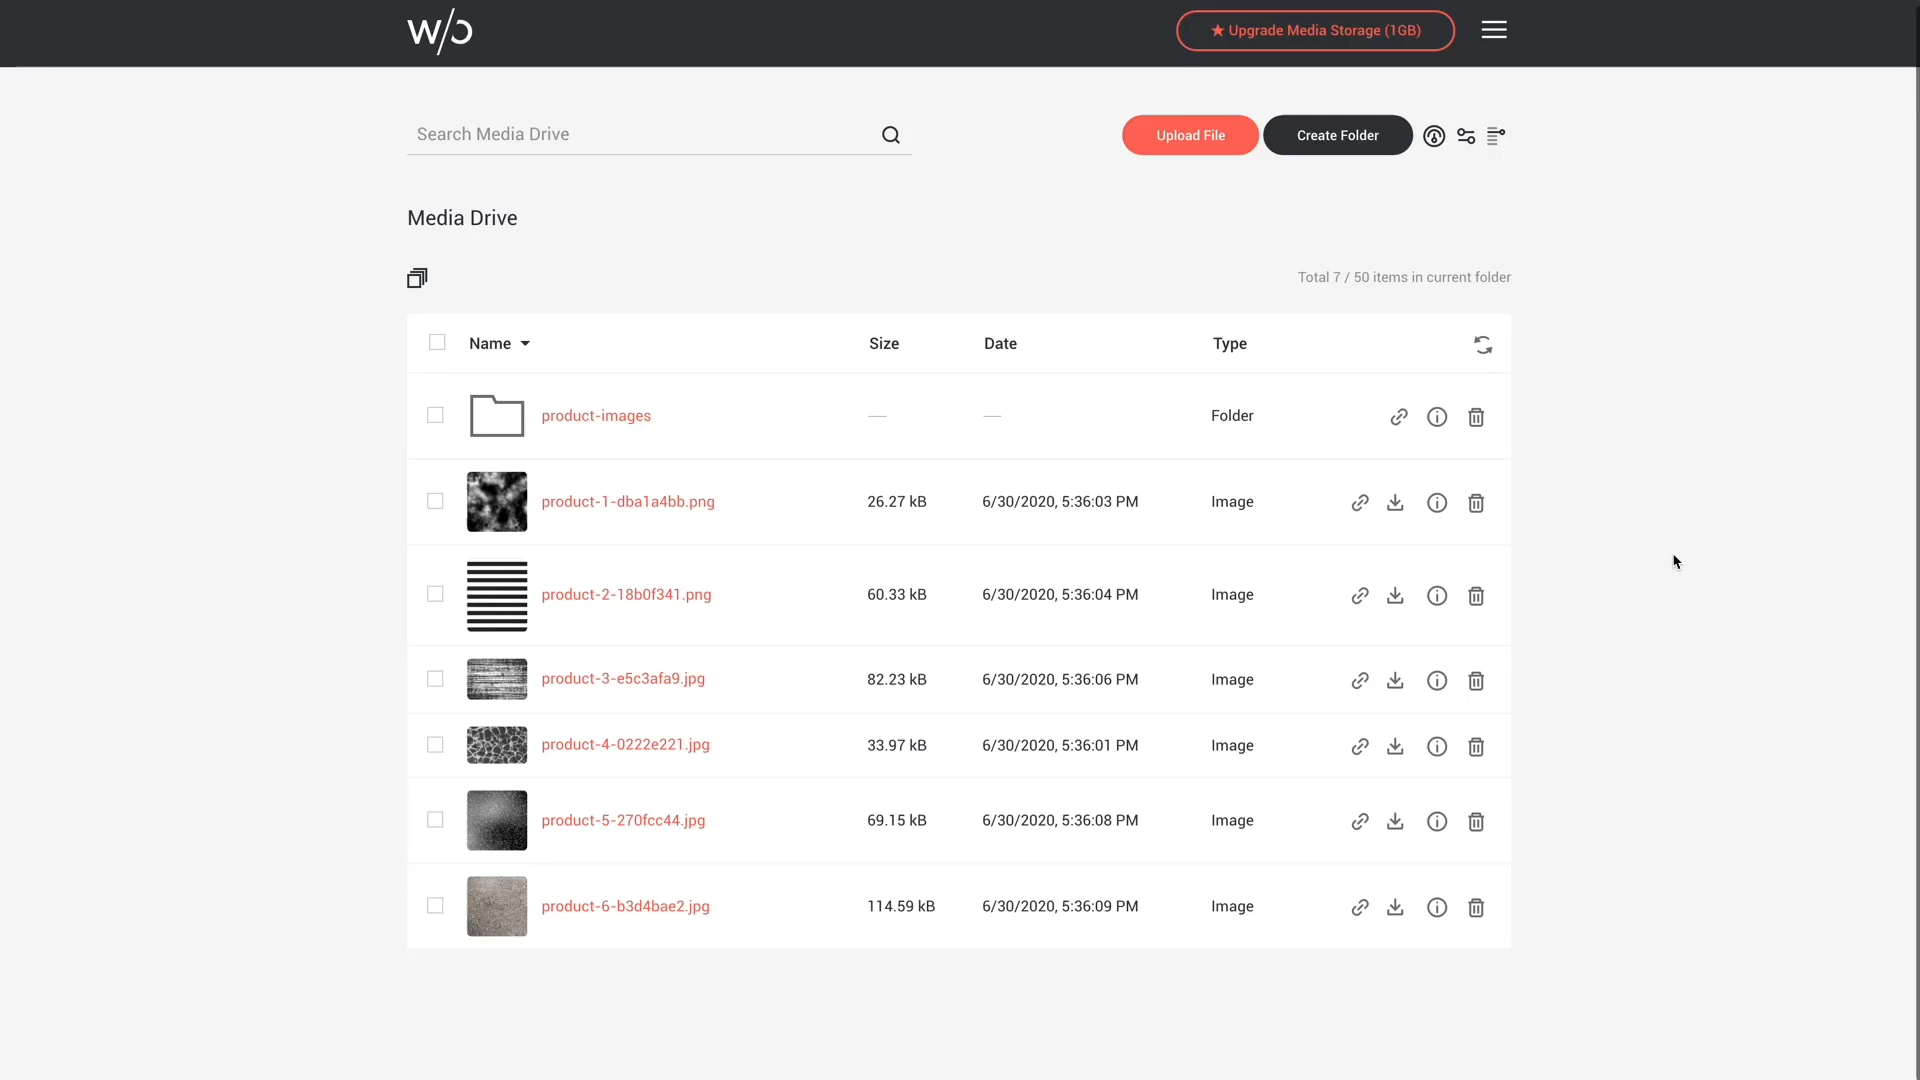 ★ Upgrade Media Storage (1GB)
Search Media Drive
Upload File
Create Folder
Media Drive
Total 7 / 50 items in current folder
Name Size Date Type
product-images — — Folder
product-1-dba1a4bb.png 26.27 kB 6/30/2020, 5:36:03 PM Image
product-2-18b0f341.png 60.33 kB 6/30/2020, 5:36:04 PM Image
product-3-e5c3afa9.jpg 82.23 kB 6/30/2020, 5:36:06 PM Image
product-4-0222e221.jpg 33.97 kB 6/30/2020, 5:36:01 PM Image
product-5-270fcc44.jpg 69.15 kB 6/30/2020, 5:36:08 PM Image
product-6-b3d4bae2.jpg 114.59 kB 6/30/2020, 5:36:09 PM Image